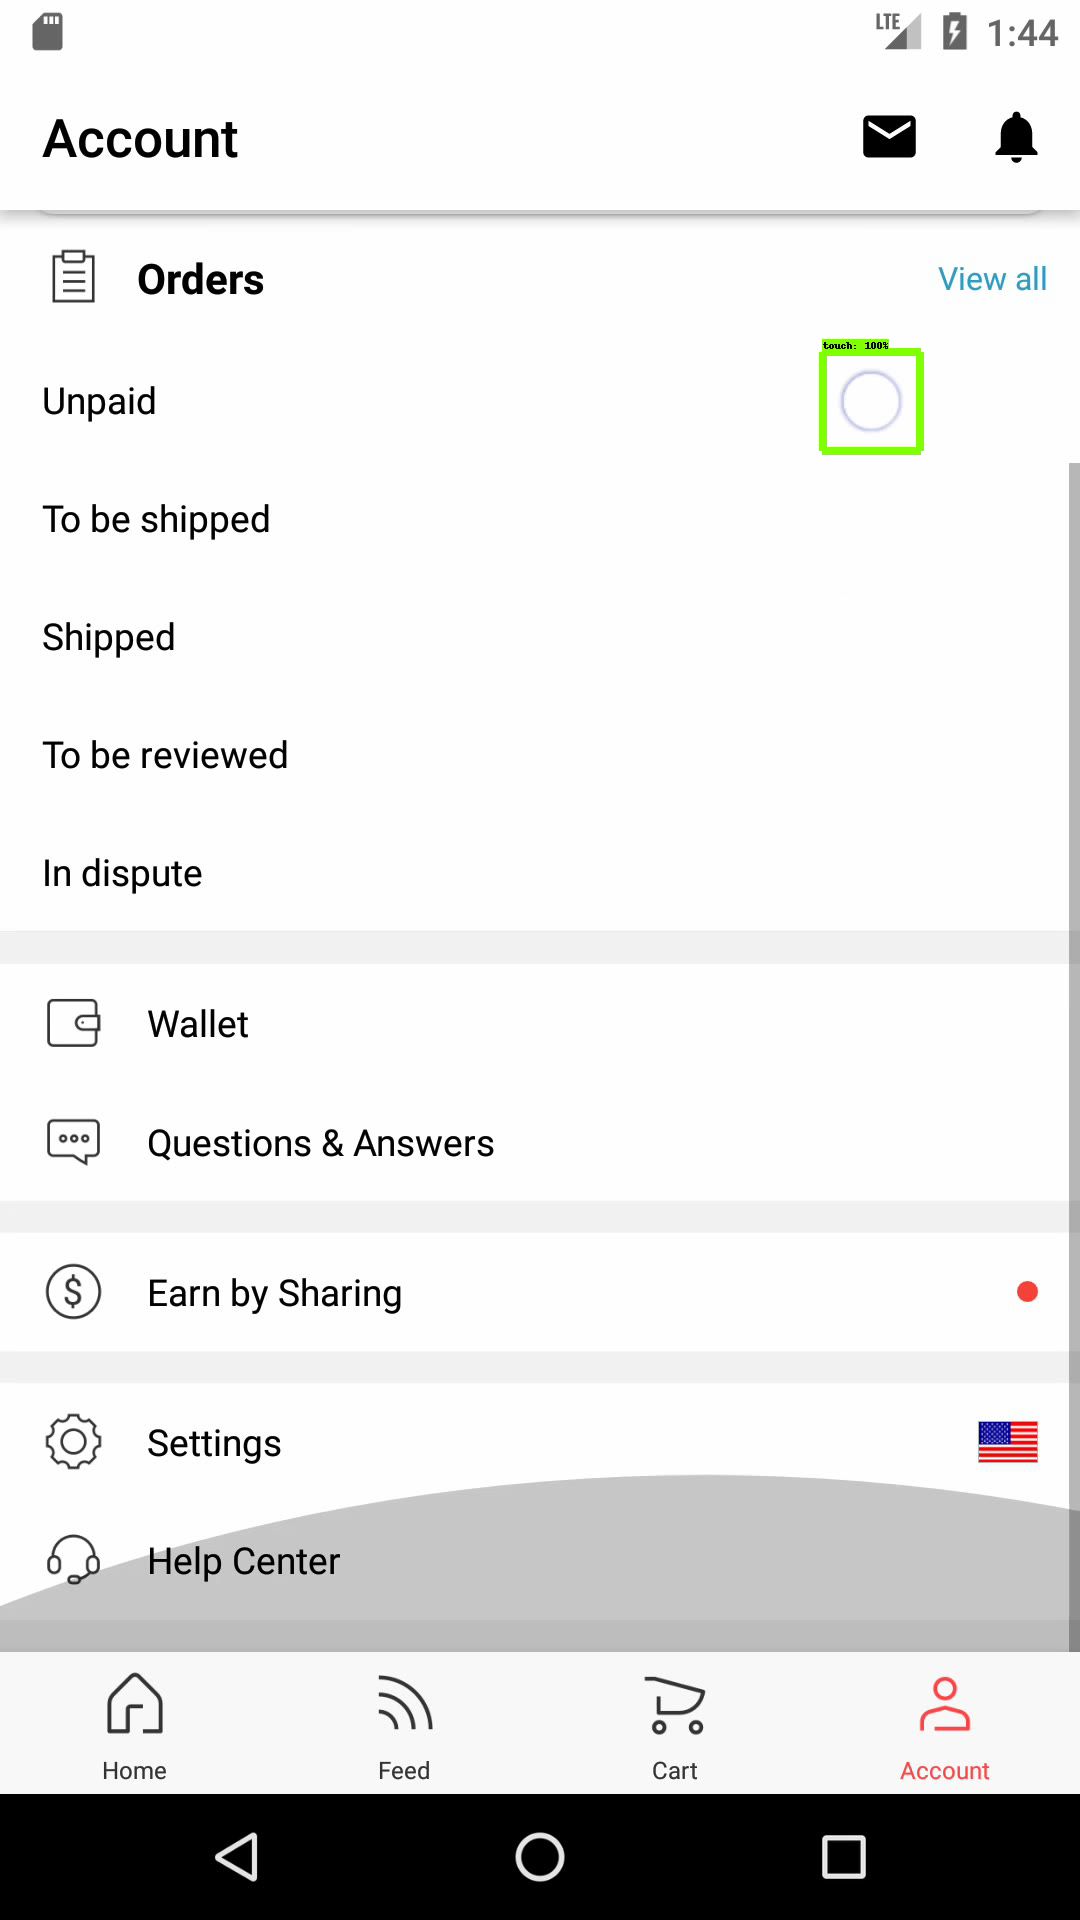 LTE 1:44
Account
Orders View all
touch: 100%
Unpaid
To be shipped
Shipped
To be reviewed
In dispute
Wallet
Questions & Answers
$ Earn by Sharing
Settings
Help Center
Home Feed Cart Account